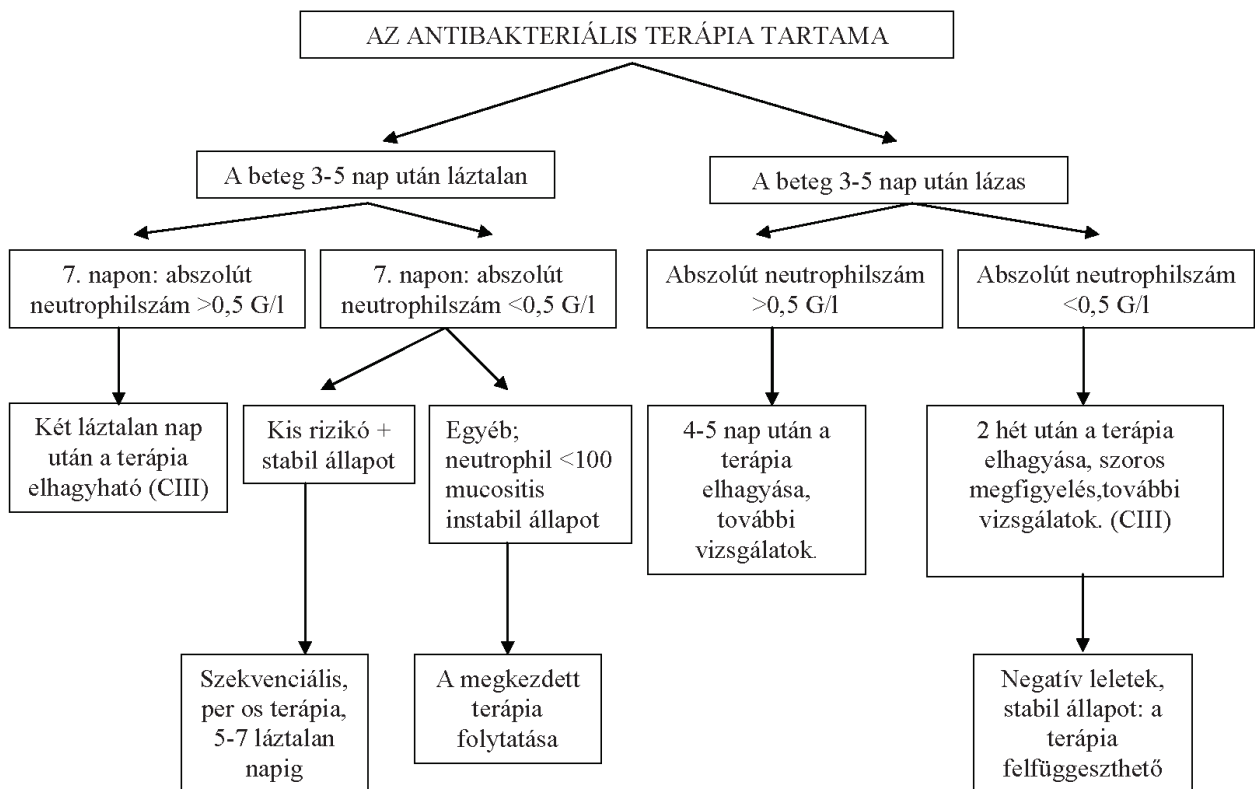 AZ ANTIBAKTERIÁLIS TERÁPIA TARTAMA
A beteg 3-5 nap után láztalan
A beteg 3-5 nap után lázas
7. napon: abszolút
neutrophilszám >0,5 G/l
7. napon: abszolút
neutrophilszám <0,5 G/l
Abszolút neutrophilszám
>0,5 G/l
Abszolút neutrophilszám
<0,5 G/l
Két láztalan nap
után a terápia
elhagyható (CIII)
Kis rizikó +
stabil állapot
Egyéb;
neutrophil <100
mucositis
instabil állapot
4-5 nap után a
terápia
elhagyása,
további
vizsgálatok.
2 hét után a terápia
elhagyása, szoros
megfigyelés,további
vizsgálatok. (CIII)
Szekvenciális,
per os terápia,
5-7 láztalan
napig
A megkezdett
terápia
folytatása
Negatív leletek,
stabil állapot: a
terápia
felfüggeszthető